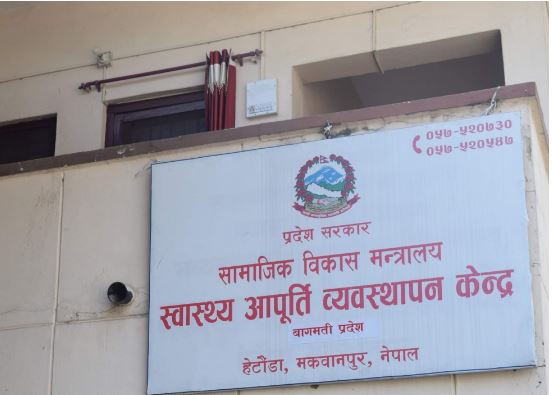 ०५७-५२०७३०
०५७-५२०५४७
प्रदेश सरकार
सामाजिक विकास मन्त्रालय
स्वास्थ्य आपूर्ति व्यवस्थापन केन्द्र
बागमती प्रदेश
हेटौंडा, मकवानपुर, नेपाल